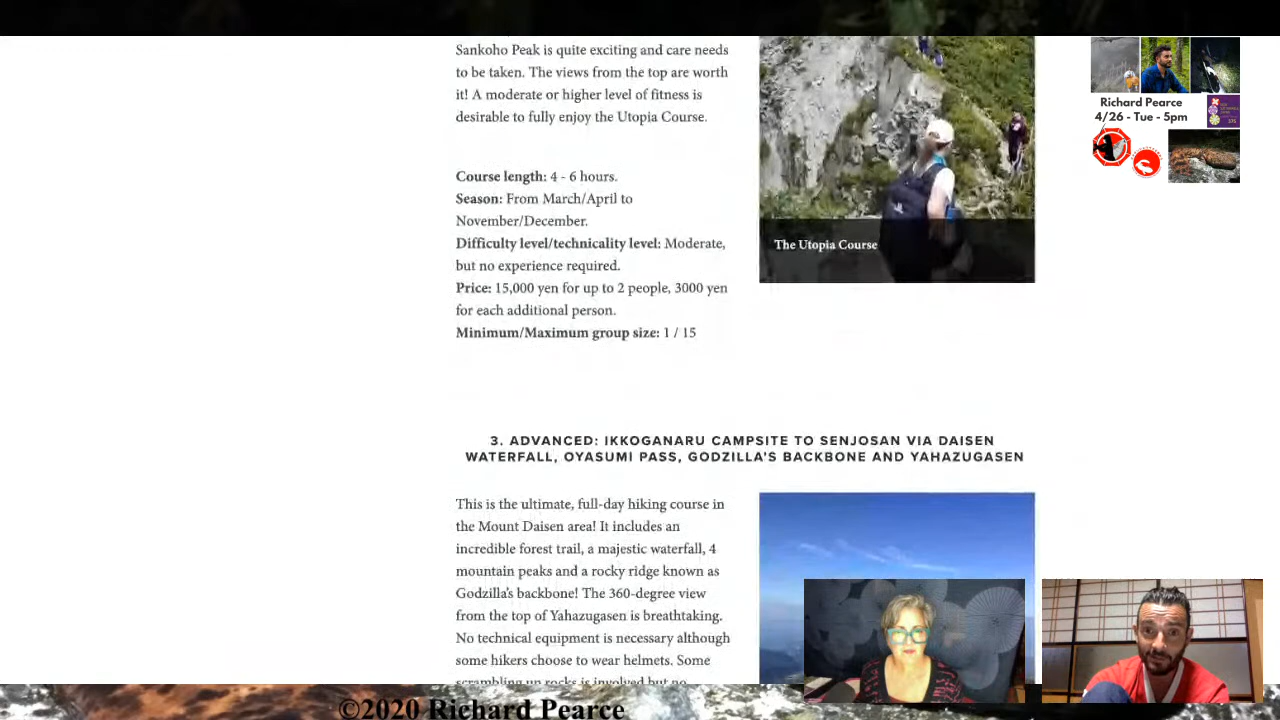 Sankoho Peak is quite exciting and care needs
to be taken. The views from the top are worth
it! A moderate or higher level of fitness is
desirable to fully enjoy the Utopia Course.
Course length: 4 - 6 hours.
Season: From March/April to
November/December.
Difficulty level/technicality level: Moderate,
but no experience required.
Price: 15,000 yen for up to 2 people, 3000 yen
for each additional person.
Minimum/Maximum group size: 1 / 15
The Utopia Course
Richard Pearce
4/26 - Tue - 5pm
3. ADVANCED: IKKOGANARU CAMPSITE TO SENJOSAN VIA DAISEN
WATERFALL, OYASUMI PASS, GODZILLA'S BACKBONE AND YAHAZUGASEN
This is the ultimate, full-day hiking course in
the Mount Daisen area! It includes an
incredible forest trail, a majestic waterfall, 4
mountain peaks and a rocky ridge known as
Godzilla's backbone! The 360-degree view
from the top of Yahazugasen is breathtaking.
No technical equipment is necessary although
some hikers choose to wear helmets. Some
scrambling up rocks is involved but no
©2020 Richard Pearce